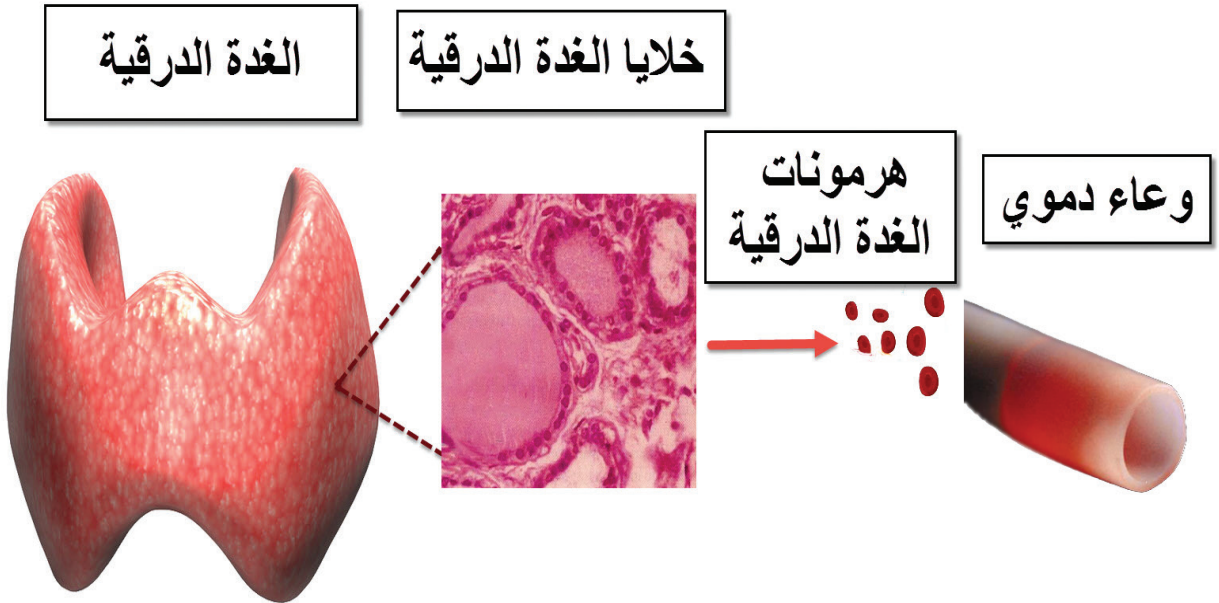 الغدة الدرقية
خلايا الغدة الدرقية
هرمونات
الغدة الدرقية
وعاء دموي